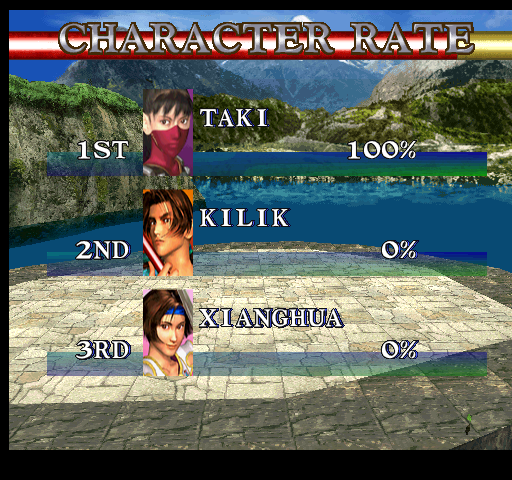 CHARACTER RATE
TAKI
1ST 100%
KILIK
2ND 0%
XIANGHUA
3RD 0%